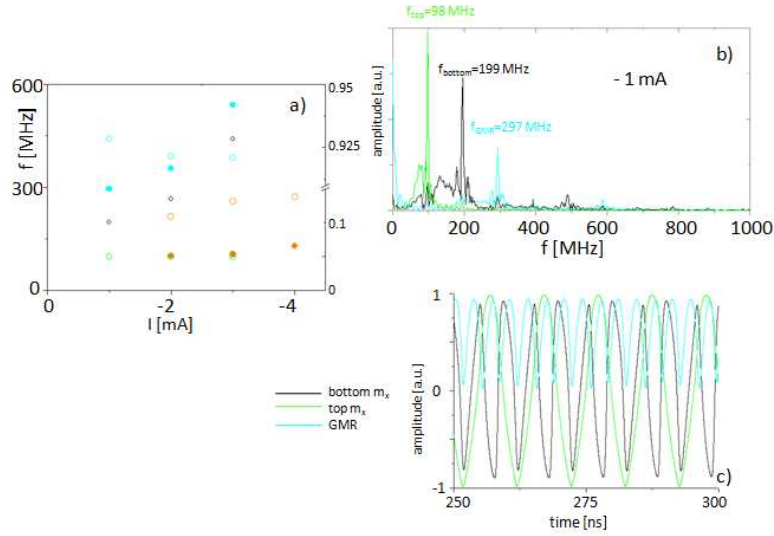 f_top=98 MHz
b)
f_bottom=199 MHz
- 1 mA
f_GMR=297 MHz
amplitude [a.u.]
0 200 400 600 800 1000
f [MHz]
600 0.95
a)
f [MHz]
0.925
300
0.1
0 0
0 -2 -4
I [mA]
bottom mₓ
top mₓ
GMR
1
amplitude [a.u.]
0
c)
-1
250 275 300
time [ns]